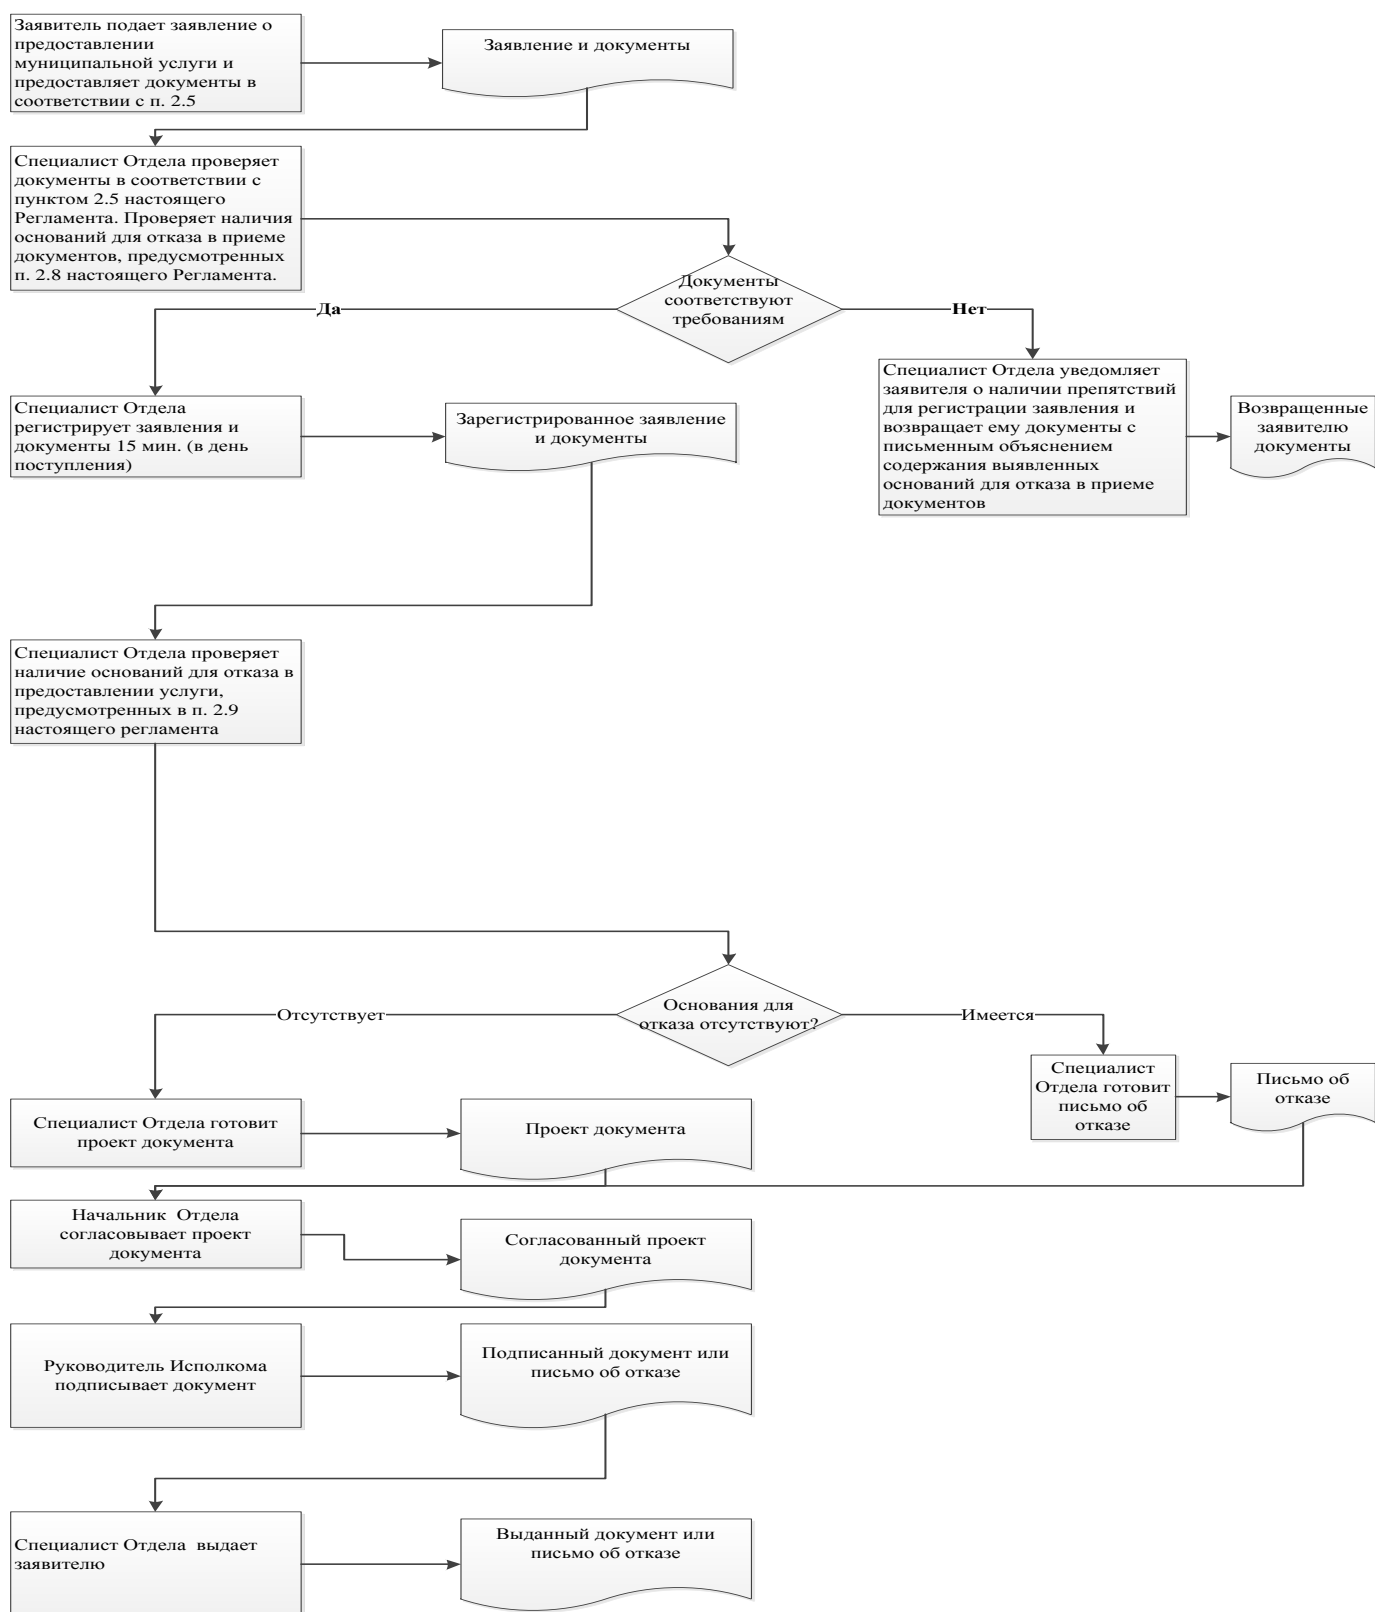 Заявитель подает заявление о
предоставлении
муниципальной услуги и
предоставляет документы в
соответствии с п. 2.5
Заявление и документы
Специалист Отдела проверяет
документы в соответствии с
пунктом 2.5 настоящего
Регламента. Проверяет наличия
оснований для отказа в приеме
документов, предусмотренных
п. 2.8 настоящего Регламента.
Документы
соответствуют
требованиям
Да
Нет
Специалист Отдела
регистрирует заявления и
документы 15 мин. (в день
поступления)
Зарегистрированное заявление
и документы
Специалист Отдела уведомляет
заявителя о наличии препятствий
для регистрации заявления и
возвращает ему документы с
письменным объяснением
содержания выявленных
оснований для отказа в приеме
документов
Возвращенные
заявителю
документы
Специалист Отдела проверяет
наличие оснований для отказа в
предоставлении услуги,
предусмотренных в п. 2.9
настоящего регламента
Основания для
отказа отсутствуют?
Отсутствует
Имеется
Специалист Отдела готовит
проект документа
Проект документа
Специалист
Отдела готовит
письмо об
отказе
Письмо об
отказе
Начальник  Отдела
согласовывает проект
документа
Согласованный проект
документа
Руководитель Исполкома
подписывает документ
Подписанный документ или
письмо об отказе
Специалист Отдела  выдает
заявителю
Выданный документ или
письмо об отказе